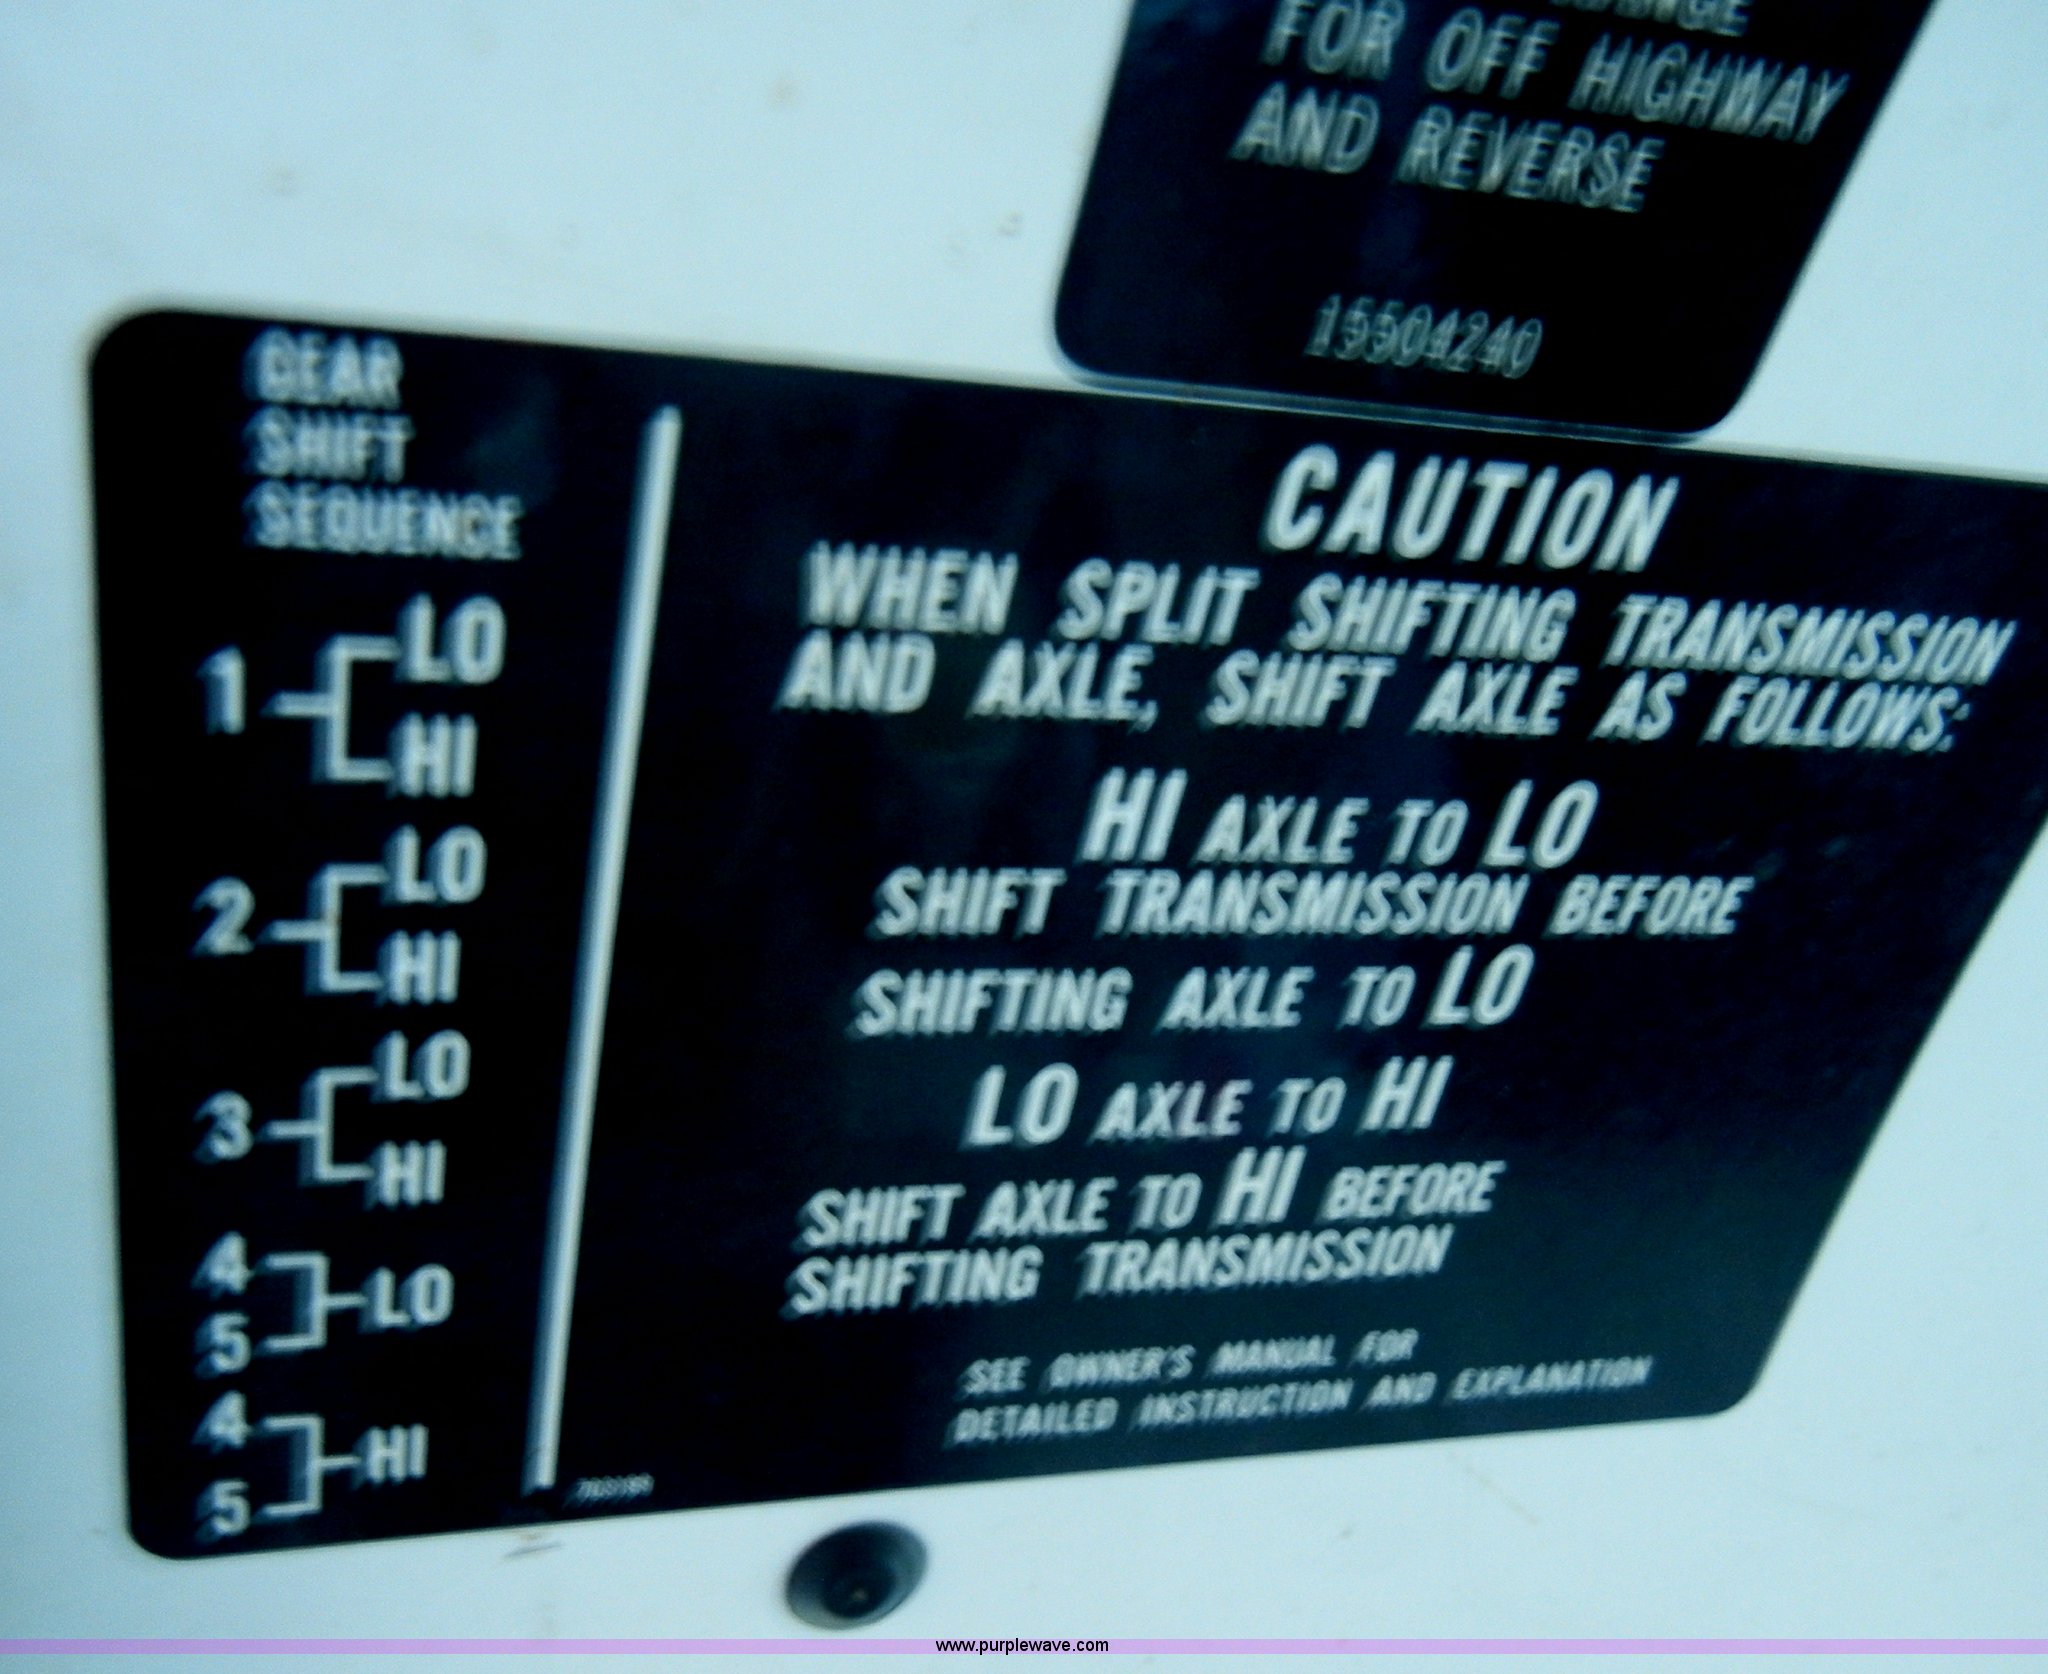 FOR OFF HIGHWAY
AND REVERSE
15504240
GEAR
SHIFT
SEQUENCE
1 LO
HI
2 LO
HI
3 LO
HI
4
5 LO
4
5 HI
CAUTION
WHEN SPLIT SHIFTING TRANSMISSION
AND AXLE, SHIFT AXLE AS FOLLOWS:
HI AXLE TO LO
SHIFT TRANSMISSION BEFORE
SHIFTING AXLE TO LO
LO AXLE TO HI
SHIFT AXLE TO HI BEFORE
SHIFTING TRANSMISSION
SEE OWNER'S MANUAL FOR
DETAILED INSTRUCTION AND EXPLANATION
www.purplewave.com